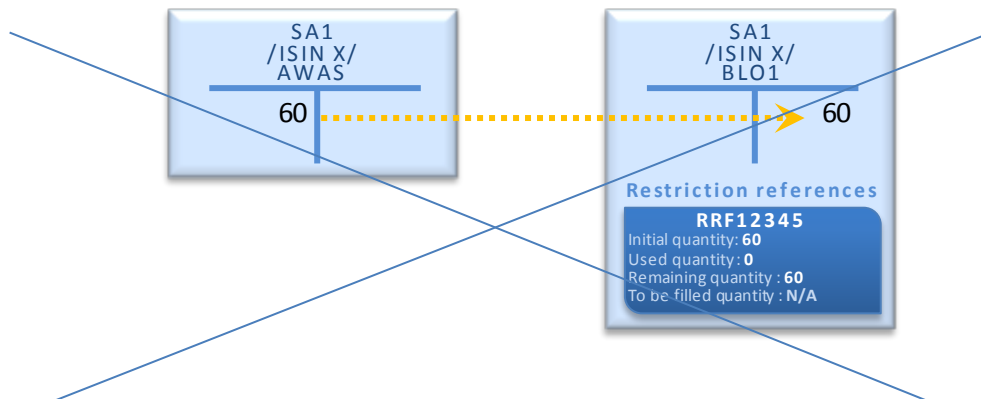 SA1
/ISIN X/
AWAS
60
SA1
/ISIN X/
BLO1
60
Restriction references
RRF12345
Initial quantity: 60
Used quantity : 0
Remaining quantity : 60
To be filled quantity : N/A